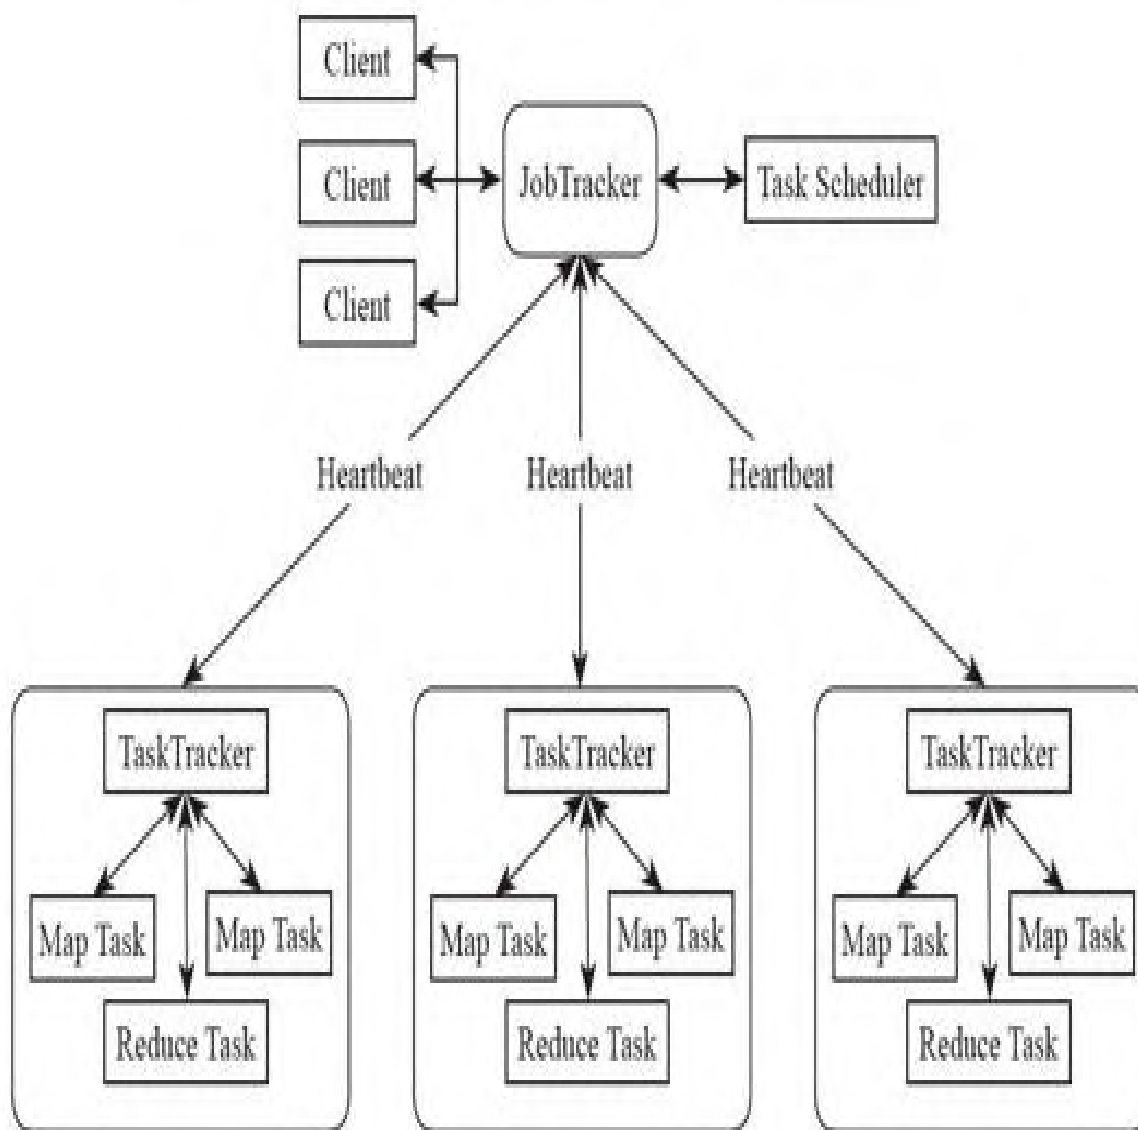 Client
Client
JobTracker
Task Scheduler
Client
Heartbeat
Heartbeat
Heartbeat
TaskTracker
TaskTracker
TaskTracker
Map Task
Map Task
Map Task
Map Task
Map Task
Map Task
Reduce Task
Reduce Task
Reduce Task